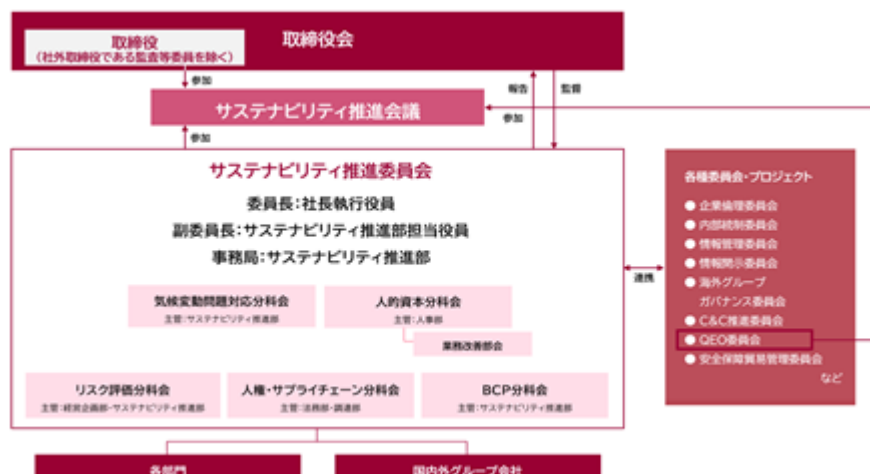 取締役
(社外取締役である監査等委員を除く)
取締役会
参加
報告
監督
サステナビリティ推進会議
参加
参加
サステナビリティ推進委員会
委員長:社長執行役員
副委員長:サステナビリティ推進部担当役員
事務局:サステナビリティ推進部
気候変動問題対応分科会
主管:サステナビリティ推進部
人的資本分科会
主管:人事部
業務改善部会
リスク評価分科会
主管:経営企画部・サステナビリティ推進部
人権・サプライチェーン分科会
主管:法務部・調達部
BCP分科会
主管:サステナビリティ推進部
連携
各種委員会・プロジェクト
● 企業倫理委員会
● 内部統制委員会
● 情報管理委員会
● 情報開示委員会
● 海外グループ
ガバナンス委員会
● C&C推進委員会
● QEO委員会
● 安全保障貿易管理委員会
など
各部門
国内外グループ会社